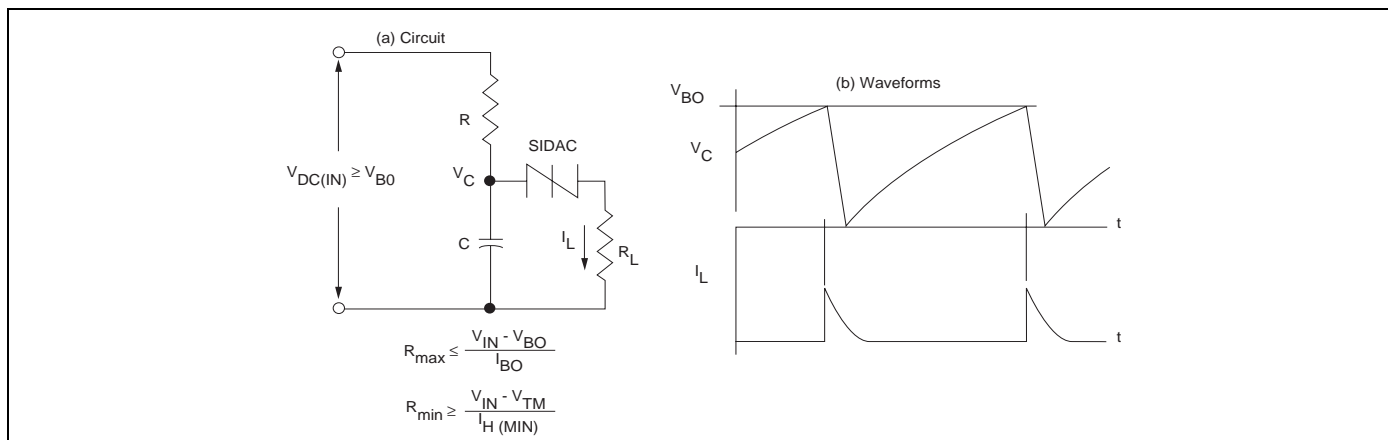 (a) Circuit
R
SIDAC
V_DC(IN) ≥ V_B0
V_C
C
I_L
R_L
R_max ≤ (V_IN - V_BO) / I_BO
R_min ≥ (V_IN - V_TM) / I_H (MIN)
(b) Waveforms
V_BO
V_C
t
I_L
t